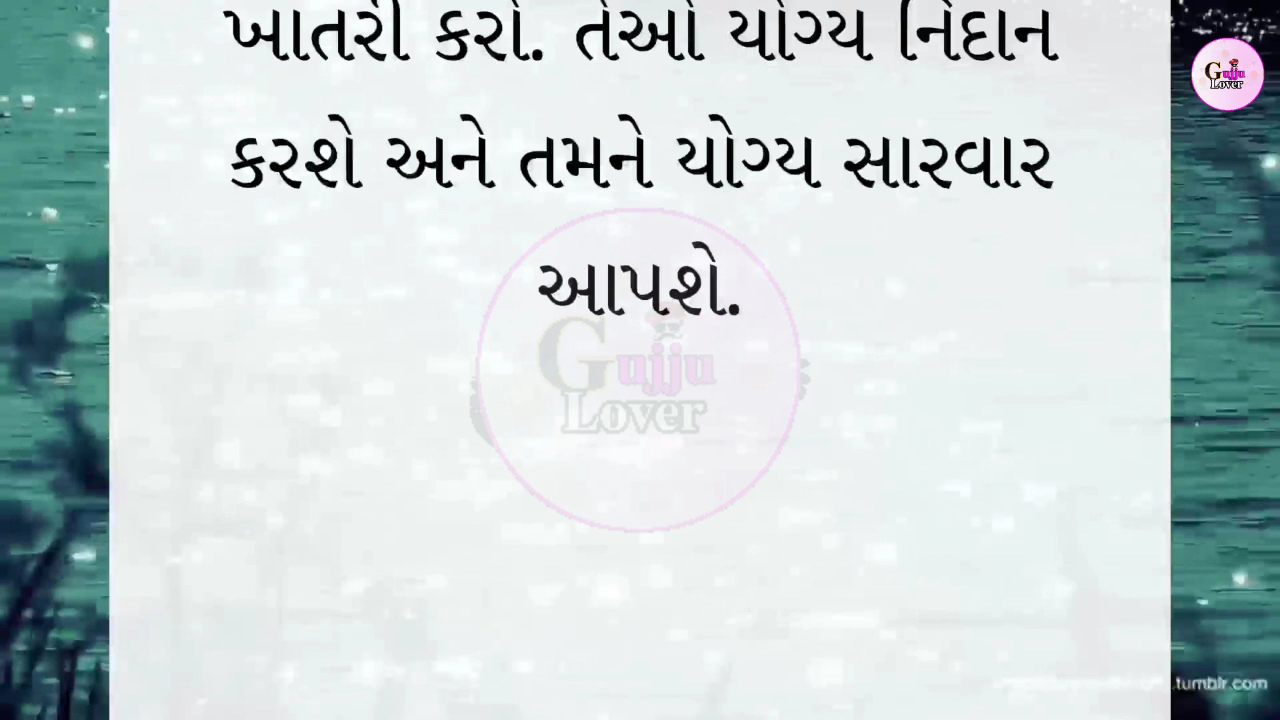 ખાતરી કરો. તેઓ યોગ્ય નિદાન
કરશે અને તમને યોગ્ય સારવાર
આપશે.
Gujju
Lover
Gujju
Lover
.tumblr.com